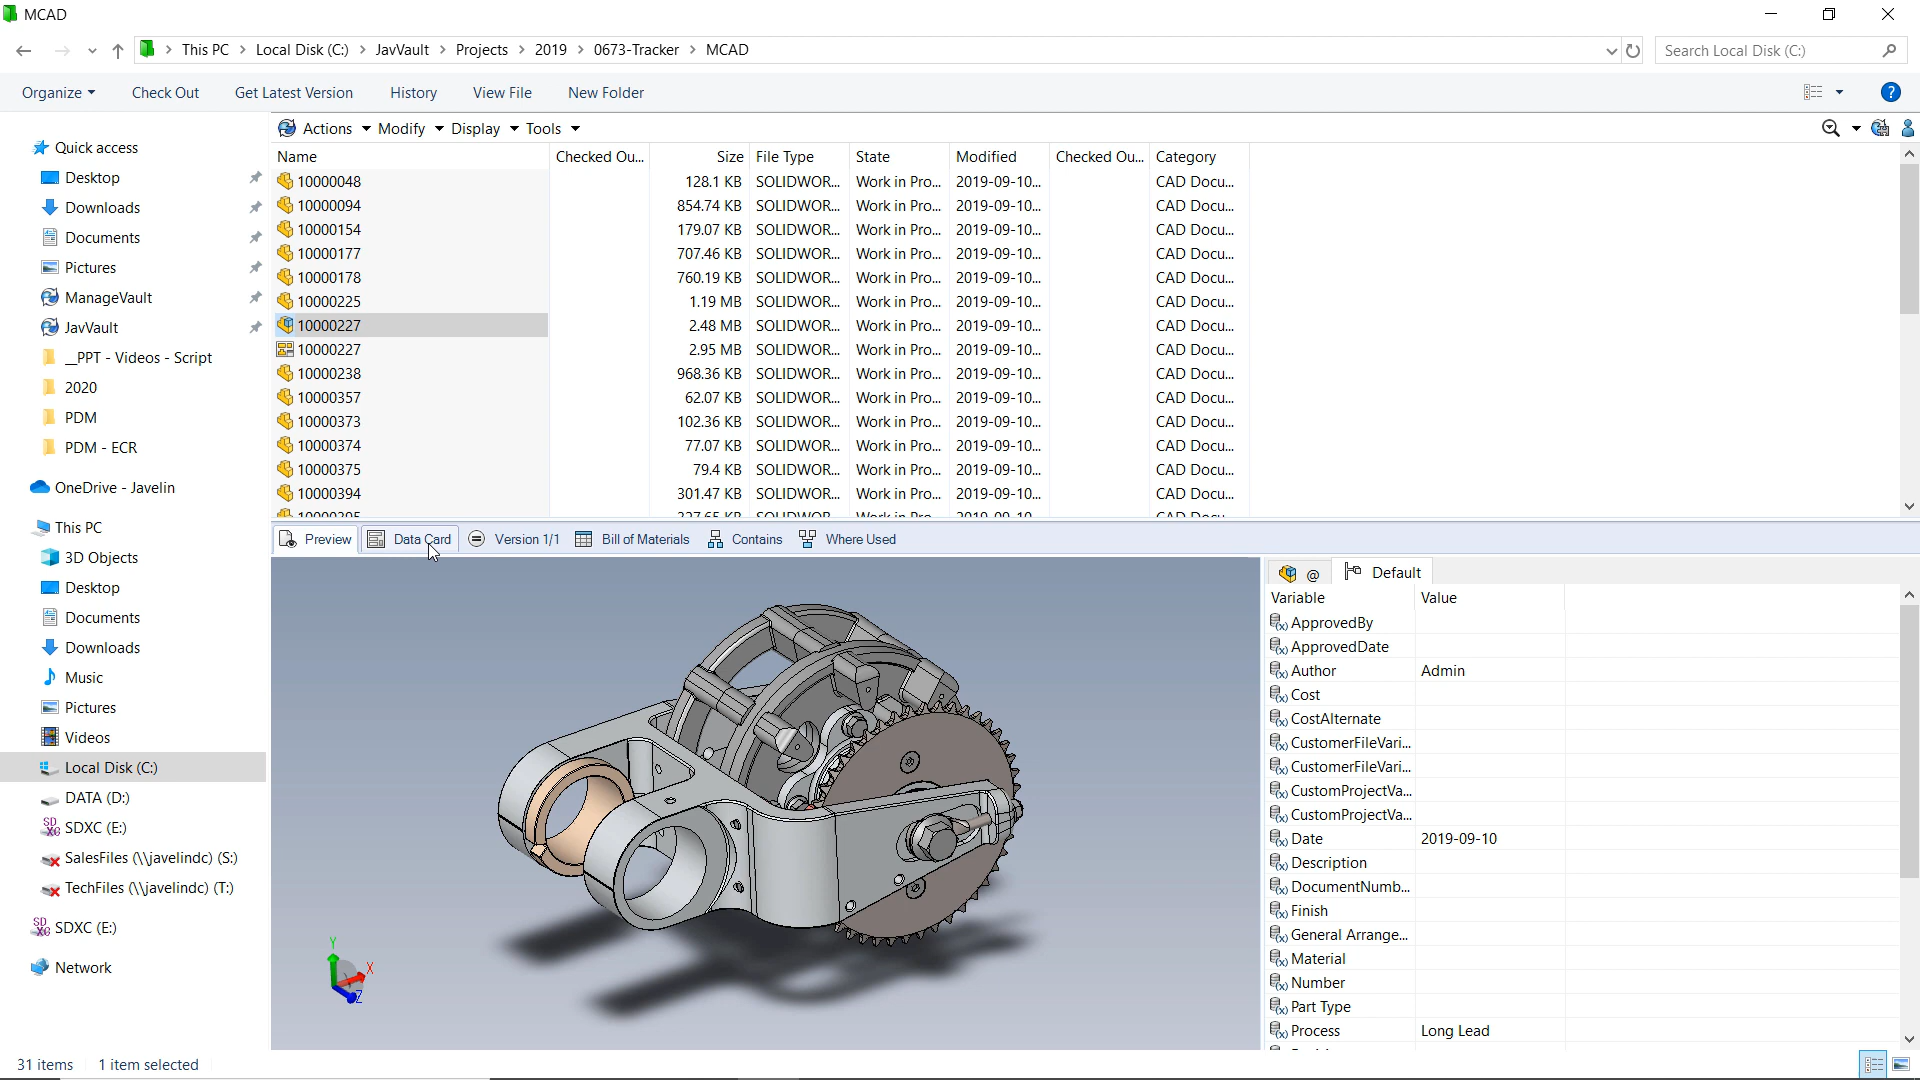 MCAD
This PC > Local Disk (C:) > JavVault > Projects > 2019 > 0673-Tracker > MCAD
Search Local Disk (C:)
Organize Check Out Get Latest Version History View File New Folder ?
Actions Modify Display Tools
Name Checked Ou... Size File Type State Modified Checked Ou... Category
10000048 128.1 KB SOLIDWOR... Work in Pro... 2019-09-10... CAD Docu...
10000094 854.74 KB SOLIDWOR... Work in Pro... 2019-09-10... CAD Docu...
10000154 179.07 KB SOLIDWOR... Work in Pro... 2019-09-10... CAD Docu...
10000177 707.46 KB SOLIDWOR... Work in Pro... 2019-09-10... CAD Docu...
10000178 760.19 KB SOLIDWOR... Work in Pro... 2019-09-10... CAD Docu...
10000225 1.19 MB SOLIDWOR... Work in Pro... 2019-09-10... CAD Docu...
10000227 2.48 MB SOLIDWOR... Work in Pro... 2019-09-10... CAD Docu...
10000227 2.95 MB SOLIDWOR... Work in Pro... 2019-09-10... CAD Docu...
10000238 968.36 KB SOLIDWOR... Work in Pro... 2019-09-10... CAD Docu...
10000357 62.07 KB SOLIDWOR... Work in Pro... 2019-09-10... CAD Docu...
10000373 102.36 KB SOLIDWOR... Work in Pro... 2019-09-10... CAD Docu...
10000374 77.07 KB SOLIDWOR... Work in Pro... 2019-09-10... CAD Docu...
10000375 79.4 KB SOLIDWOR... Work in Pro... 2019-09-10... CAD Docu...
10000394 301.47 KB SOLIDWOR... Work in Pro... 2019-09-10... CAD Docu...
Quick access
Desktop
Downloads
Documents
Pictures
ManageVault
JavVault
__PPT - Videos - Script
2020
PDM
PDM - ECR
OneDrive - Javelin
This PC
3D Objects
Desktop
Documents
Downloads
Music
Pictures
Videos
Local Disk (C:)
DATA (D:)
SDXC (E:)
SalesFiles (\\javelindc) (S:)
TechFiles (\\javelindc) (T:)
SDXC (E:)
Network
Preview Data Card Version 1/1 Bill of Materials Contains Where Used
Y
X
Z
@ Default
Variable Value
ApprovedBy
ApprovedDate
Author Admin
Cost
CostAlternate
CustomerFileVari...
CustomerFileVari...
CustomProjectVa...
CustomProjectVa...
Date 2019-09-10
Description
DocumentNumb...
Finish
General Arrange...
Material
Number
Part Type
Process Long Lead
31 items 1 item selected